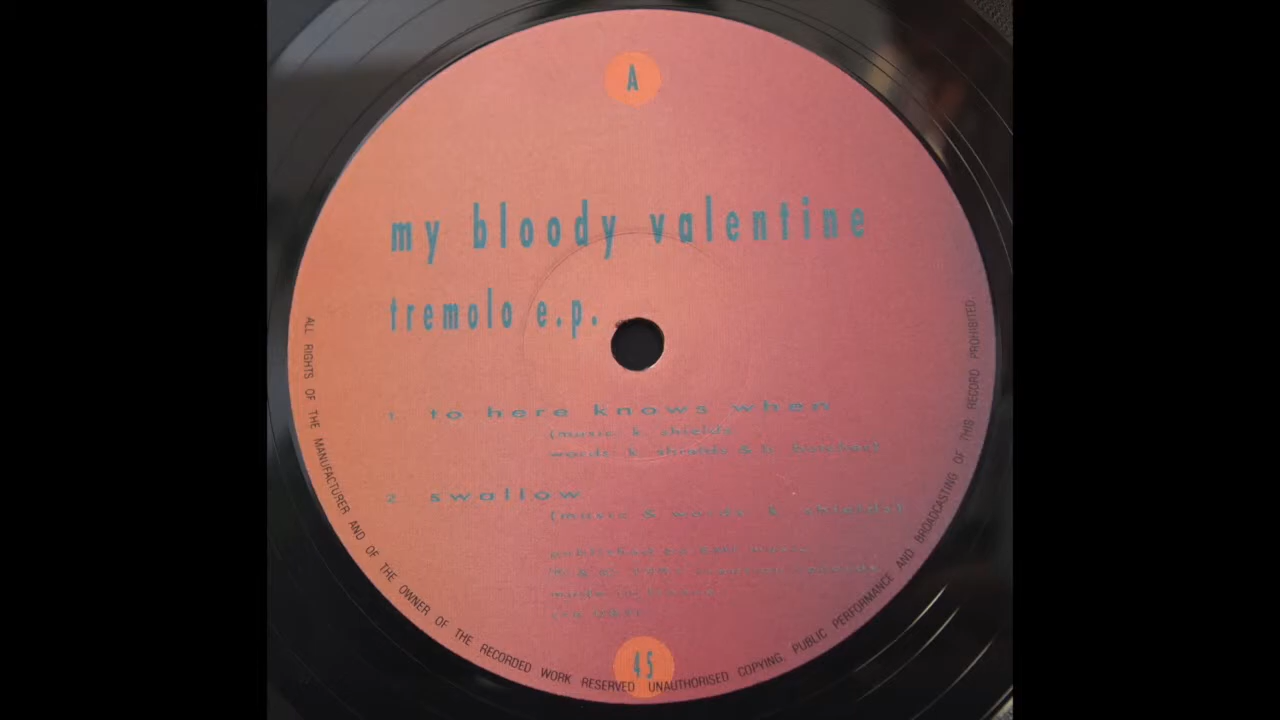 A
my bloody valentine
tremolo e.p.
1. to here knows when
(music: k. shields
words: k. shields & b. butcher)
2. swallow
(music & words: k. shields)
45
ALL RIGHTS OF THE MANUFACTURER AND OF THE OWNER OF THE RECORDED WORK RESERVED UNAUTHORISED COPYING, PUBLIC PERFORMANCE AND BROADCASTING OF THIS RECORD PROHIBITED.